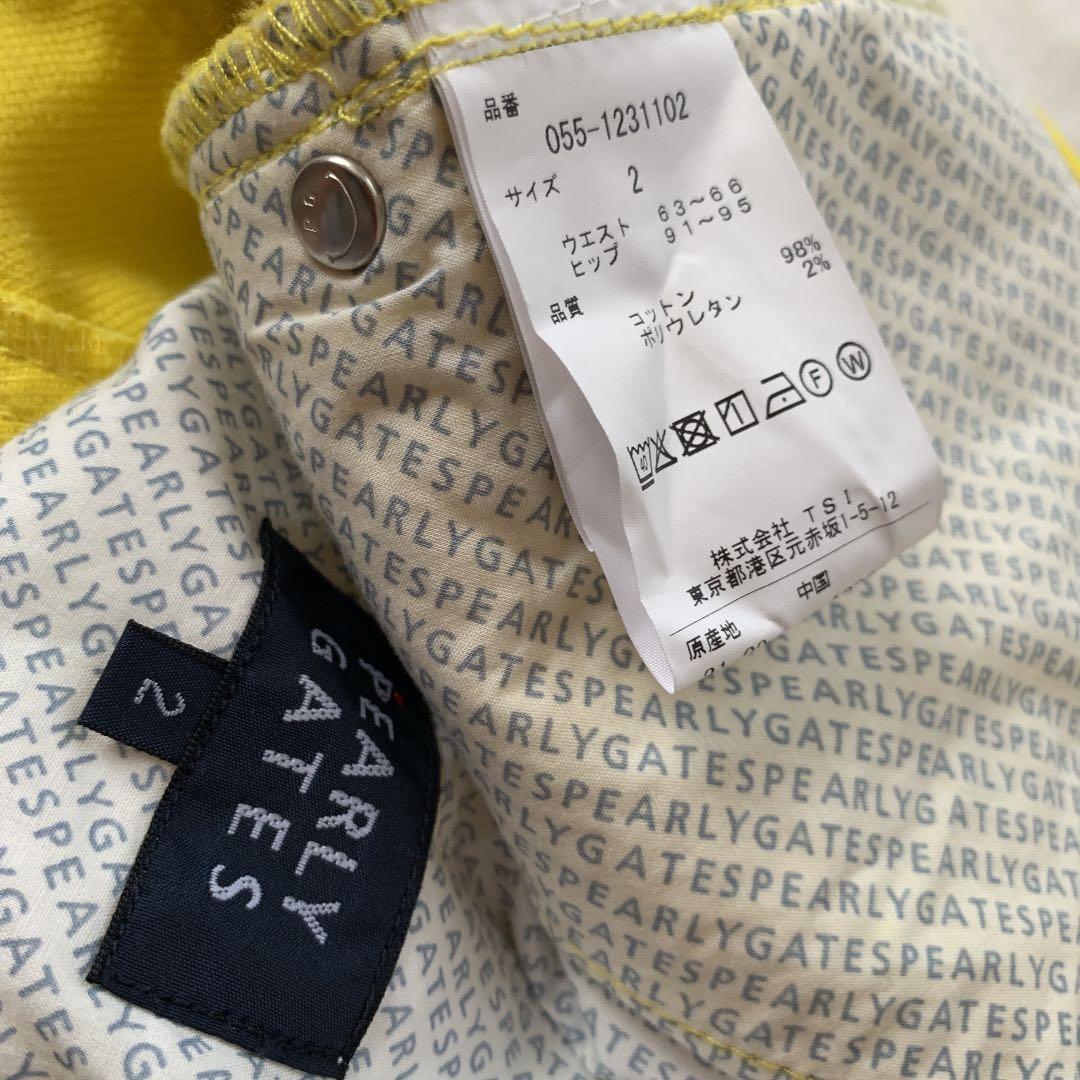 品番
055-1231102
サイズ 2
ウエスト 63~66
ヒップ 91~95
品質 コットン 98%
ポリウレタン 2%
F W
株式会社 TSI
東京都港区元赤坂1-5-12
原産地 中国
PEARLY
GATES
2
PG
PEARLYGATESPEARLYGATESPEARLYGATES